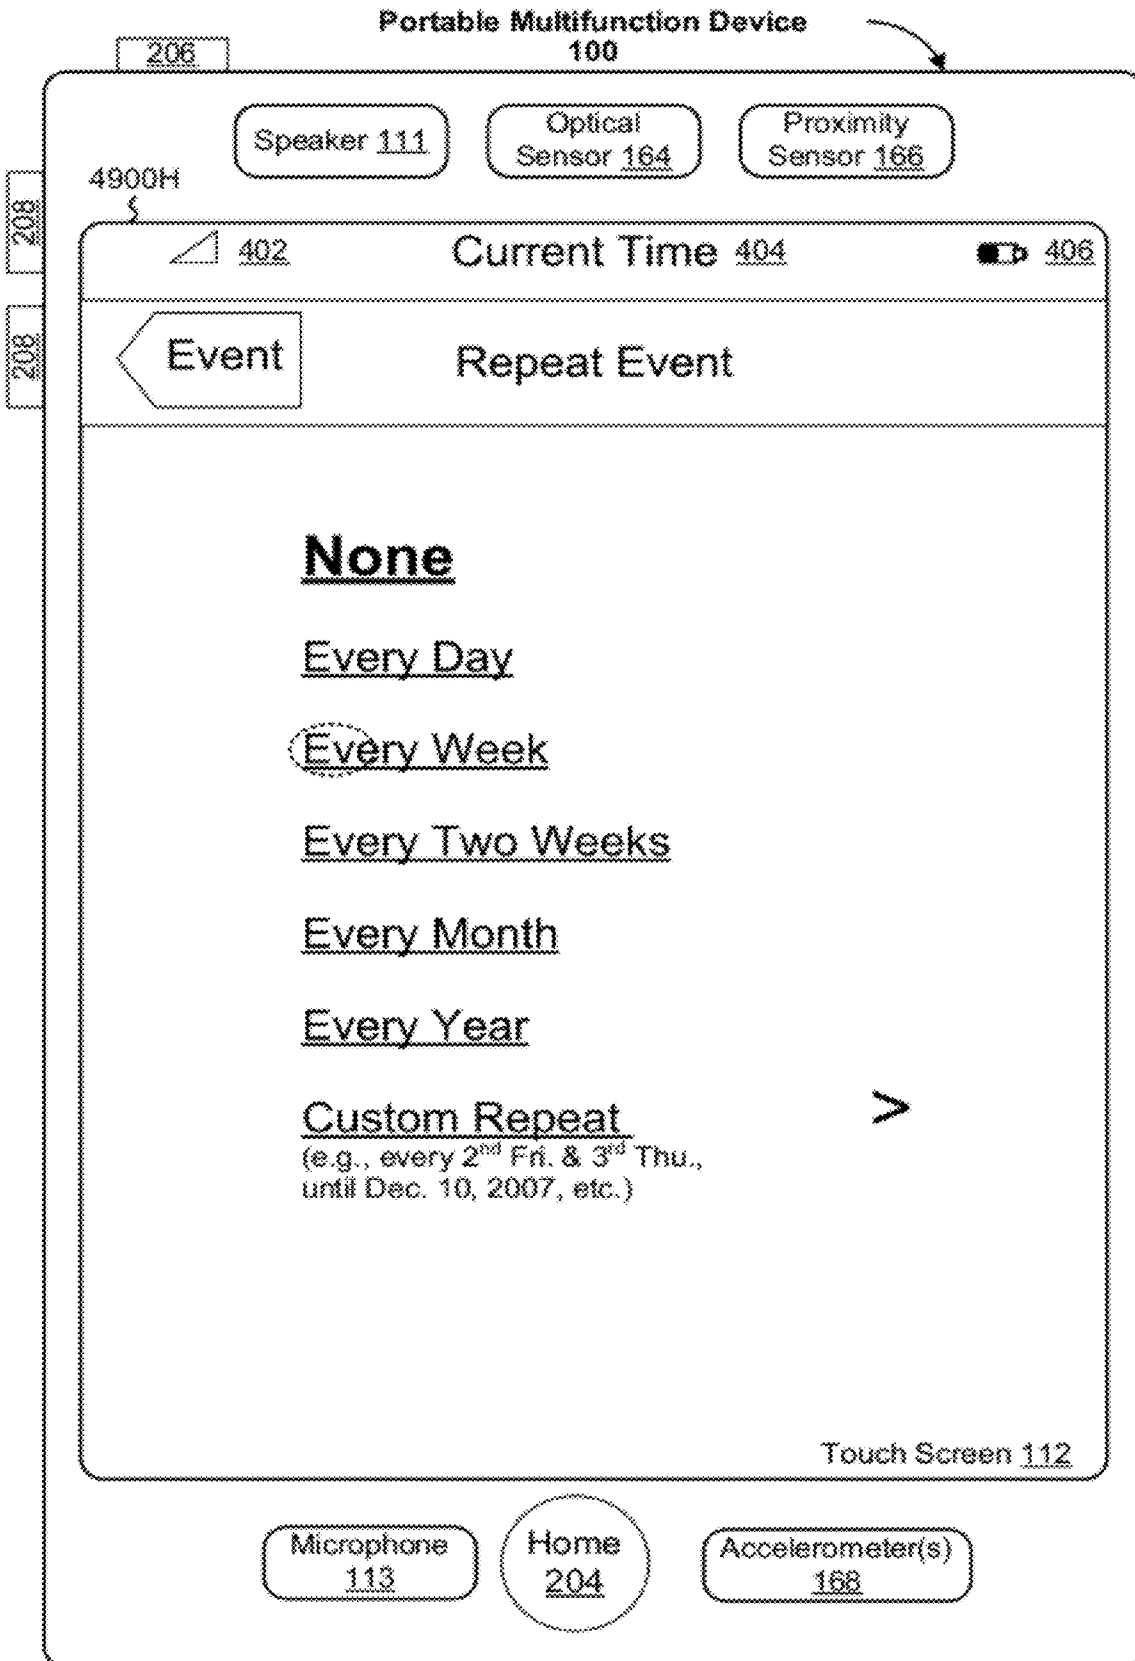 Portable Multifunction Device
100
206
Speaker 111
Optical
Sensor 164
Proximity
Sensor 166
4900H
208
208
402
Current Time 404
406
Event
Repeat Event
None
Every Day
Every Week
Every Two Weeks
Every Month
Every Year
Custom Repeat
>
(e.g., every 2nd Fri. & 3rd Thu.,
until Dec. 10, 2007, etc.)
Touch Screen 112
Microphone
113
Home
204
Accelerometer(s)
168